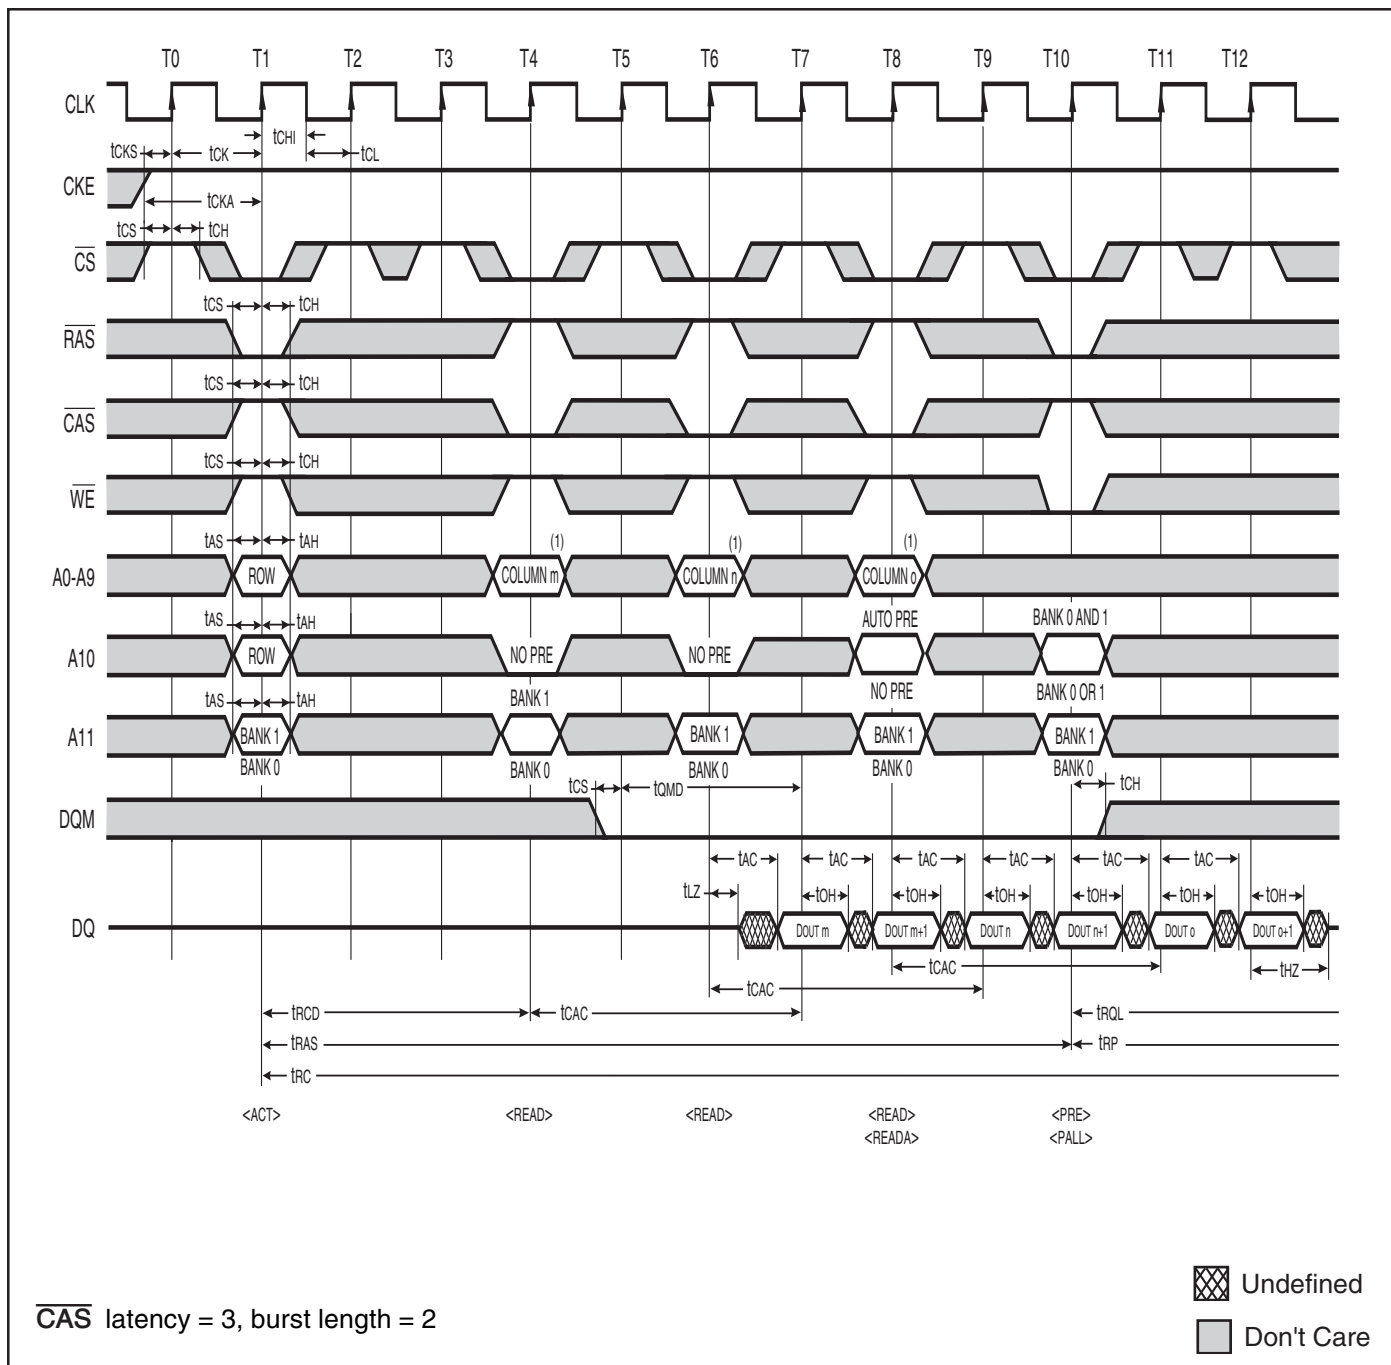 T0 T1 T2 T3 T4 T5 T6 T7 T8 T9 T10 T11 T12
CLK
tCHI
tCKS tCK tCL
CKE
tCKA
tCS tCH
CS
tCS tCH
RAS
tCS tCH
CAS
tCS tCH
WE
tAS tAH (1) (1) (1)
A0-A9 ROW COLUMN m COLUMN n COLUMN o
tAS tAH AUTO PRE BANK 0 AND 1
A10 ROW NO PRE NO PRE
tAS tAH BANK 1 NO PRE BANK 0 OR 1
A11 BANK 1 BANK 1 BANK 1 BANK 1
BANK 0 BANK 0 BANK 0 BANK 0 BANK 0
tCS tQMD tCH
DQM
tAC tAC tAC tAC tAC tAC
tLZ tOH tOH tOH tOH tOH tOH
DQ DOUT m DOUT m+1 DOUT n DOUT n+1 DOUT o DOUT o+1
tCAC tHZ
tCAC
tRCD tCAC tRQL
tRAS tRP
tRC
<ACT> <READ> <READ> <READ> <PRE>
<READA> <PALL>
Undefined
CAS latency = 3, burst length = 2
Don't Care